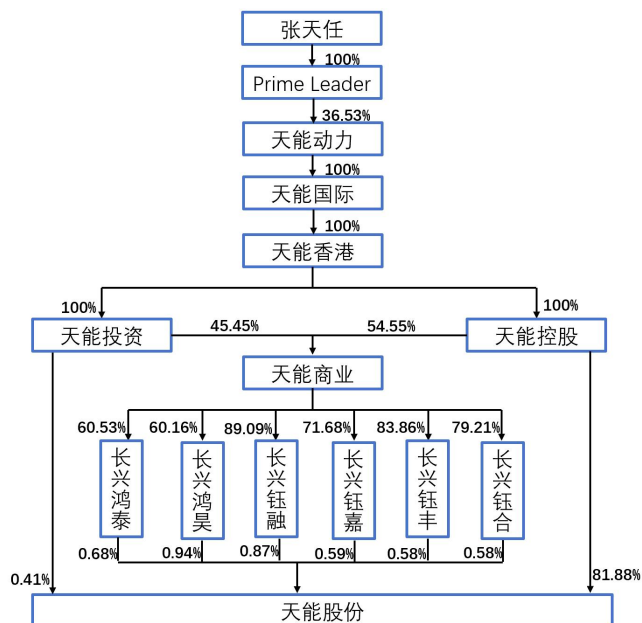 张天任
100%
Prime Leader
36.53%
天能动力
100%
天能国际
100%
天能香港
100%
100%
天能投资
45.45%
54.55%
天能控股
天能商业
60.53%
60.16%
89.09%
71.68%
83.86%
79.21%
长兴鸿泰
长兴鸿昊
长兴钰融
长兴钰嘉
长兴钰丰
长兴钰合
0.68%
0.94%
0.87%
0.59%
0.58%
0.58%
0.41%
81.88%
天能股份